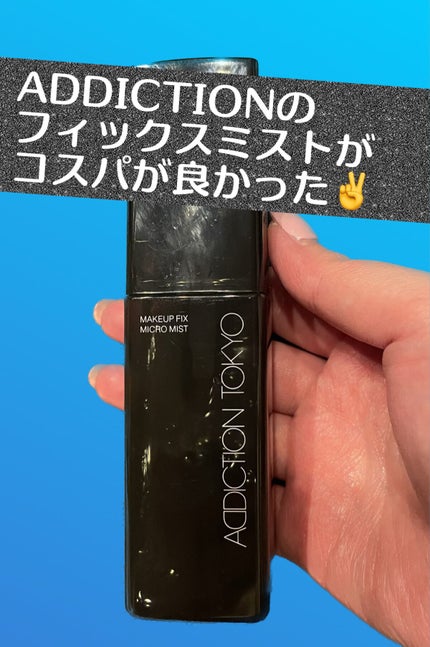 ADDICTIONの
フィックスミストが
コスパが良かった✌️
MAKEUP FIX
MICRO MIST
ADDICTION TOKYO